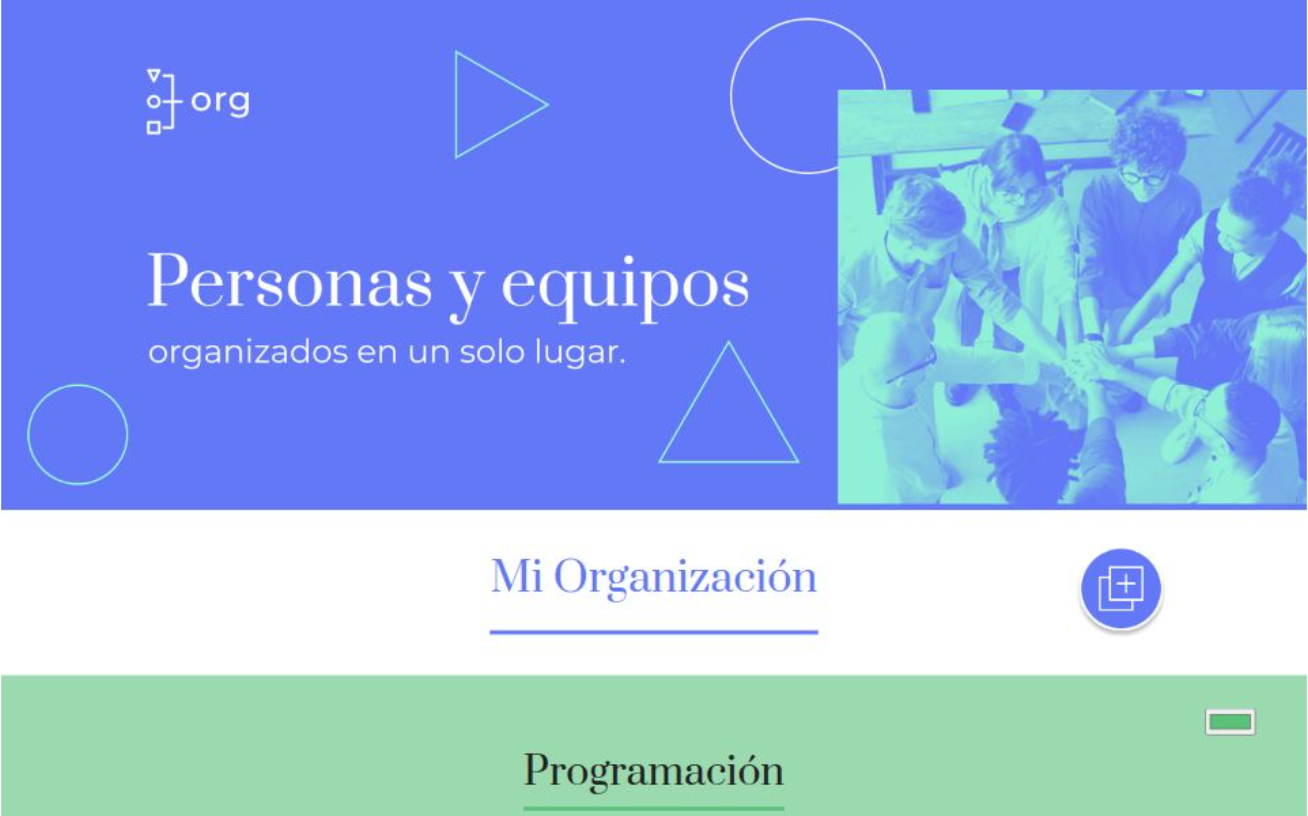 org
Personas y equipos
organizados en un solo lugar.
Mi Organización
Programación